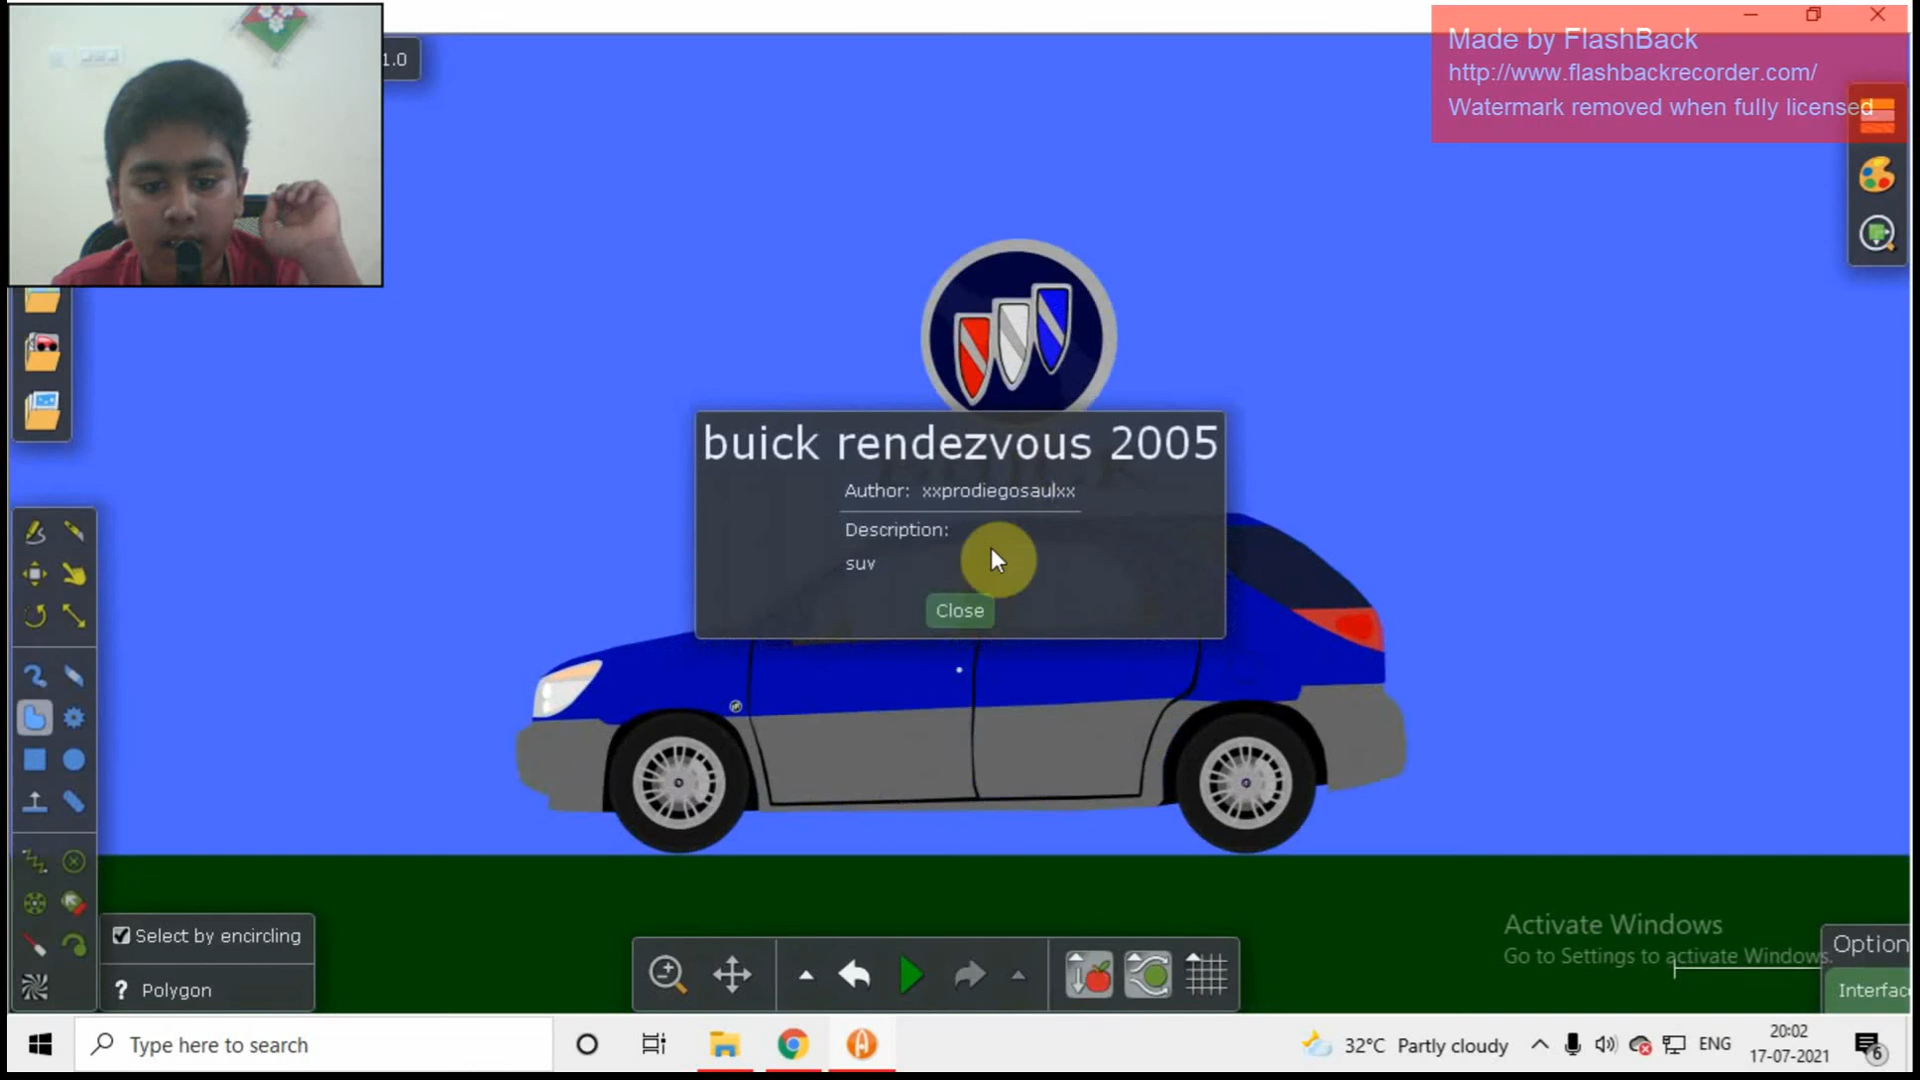 1.0
Made by FlashBack
http://www.flashbackrecorder.com/
Watermark removed when fully licensed
buick rendezvous 2005
Author: xxprodiegosaulxx
Description:
suv
Close
Select by encircling
? Polygon
Activate Windows
Go to Settings to activate Windows.
Option
Interfac
Type here to search
32°C Partly cloudy
ENG
20:02
17-07-2021
6